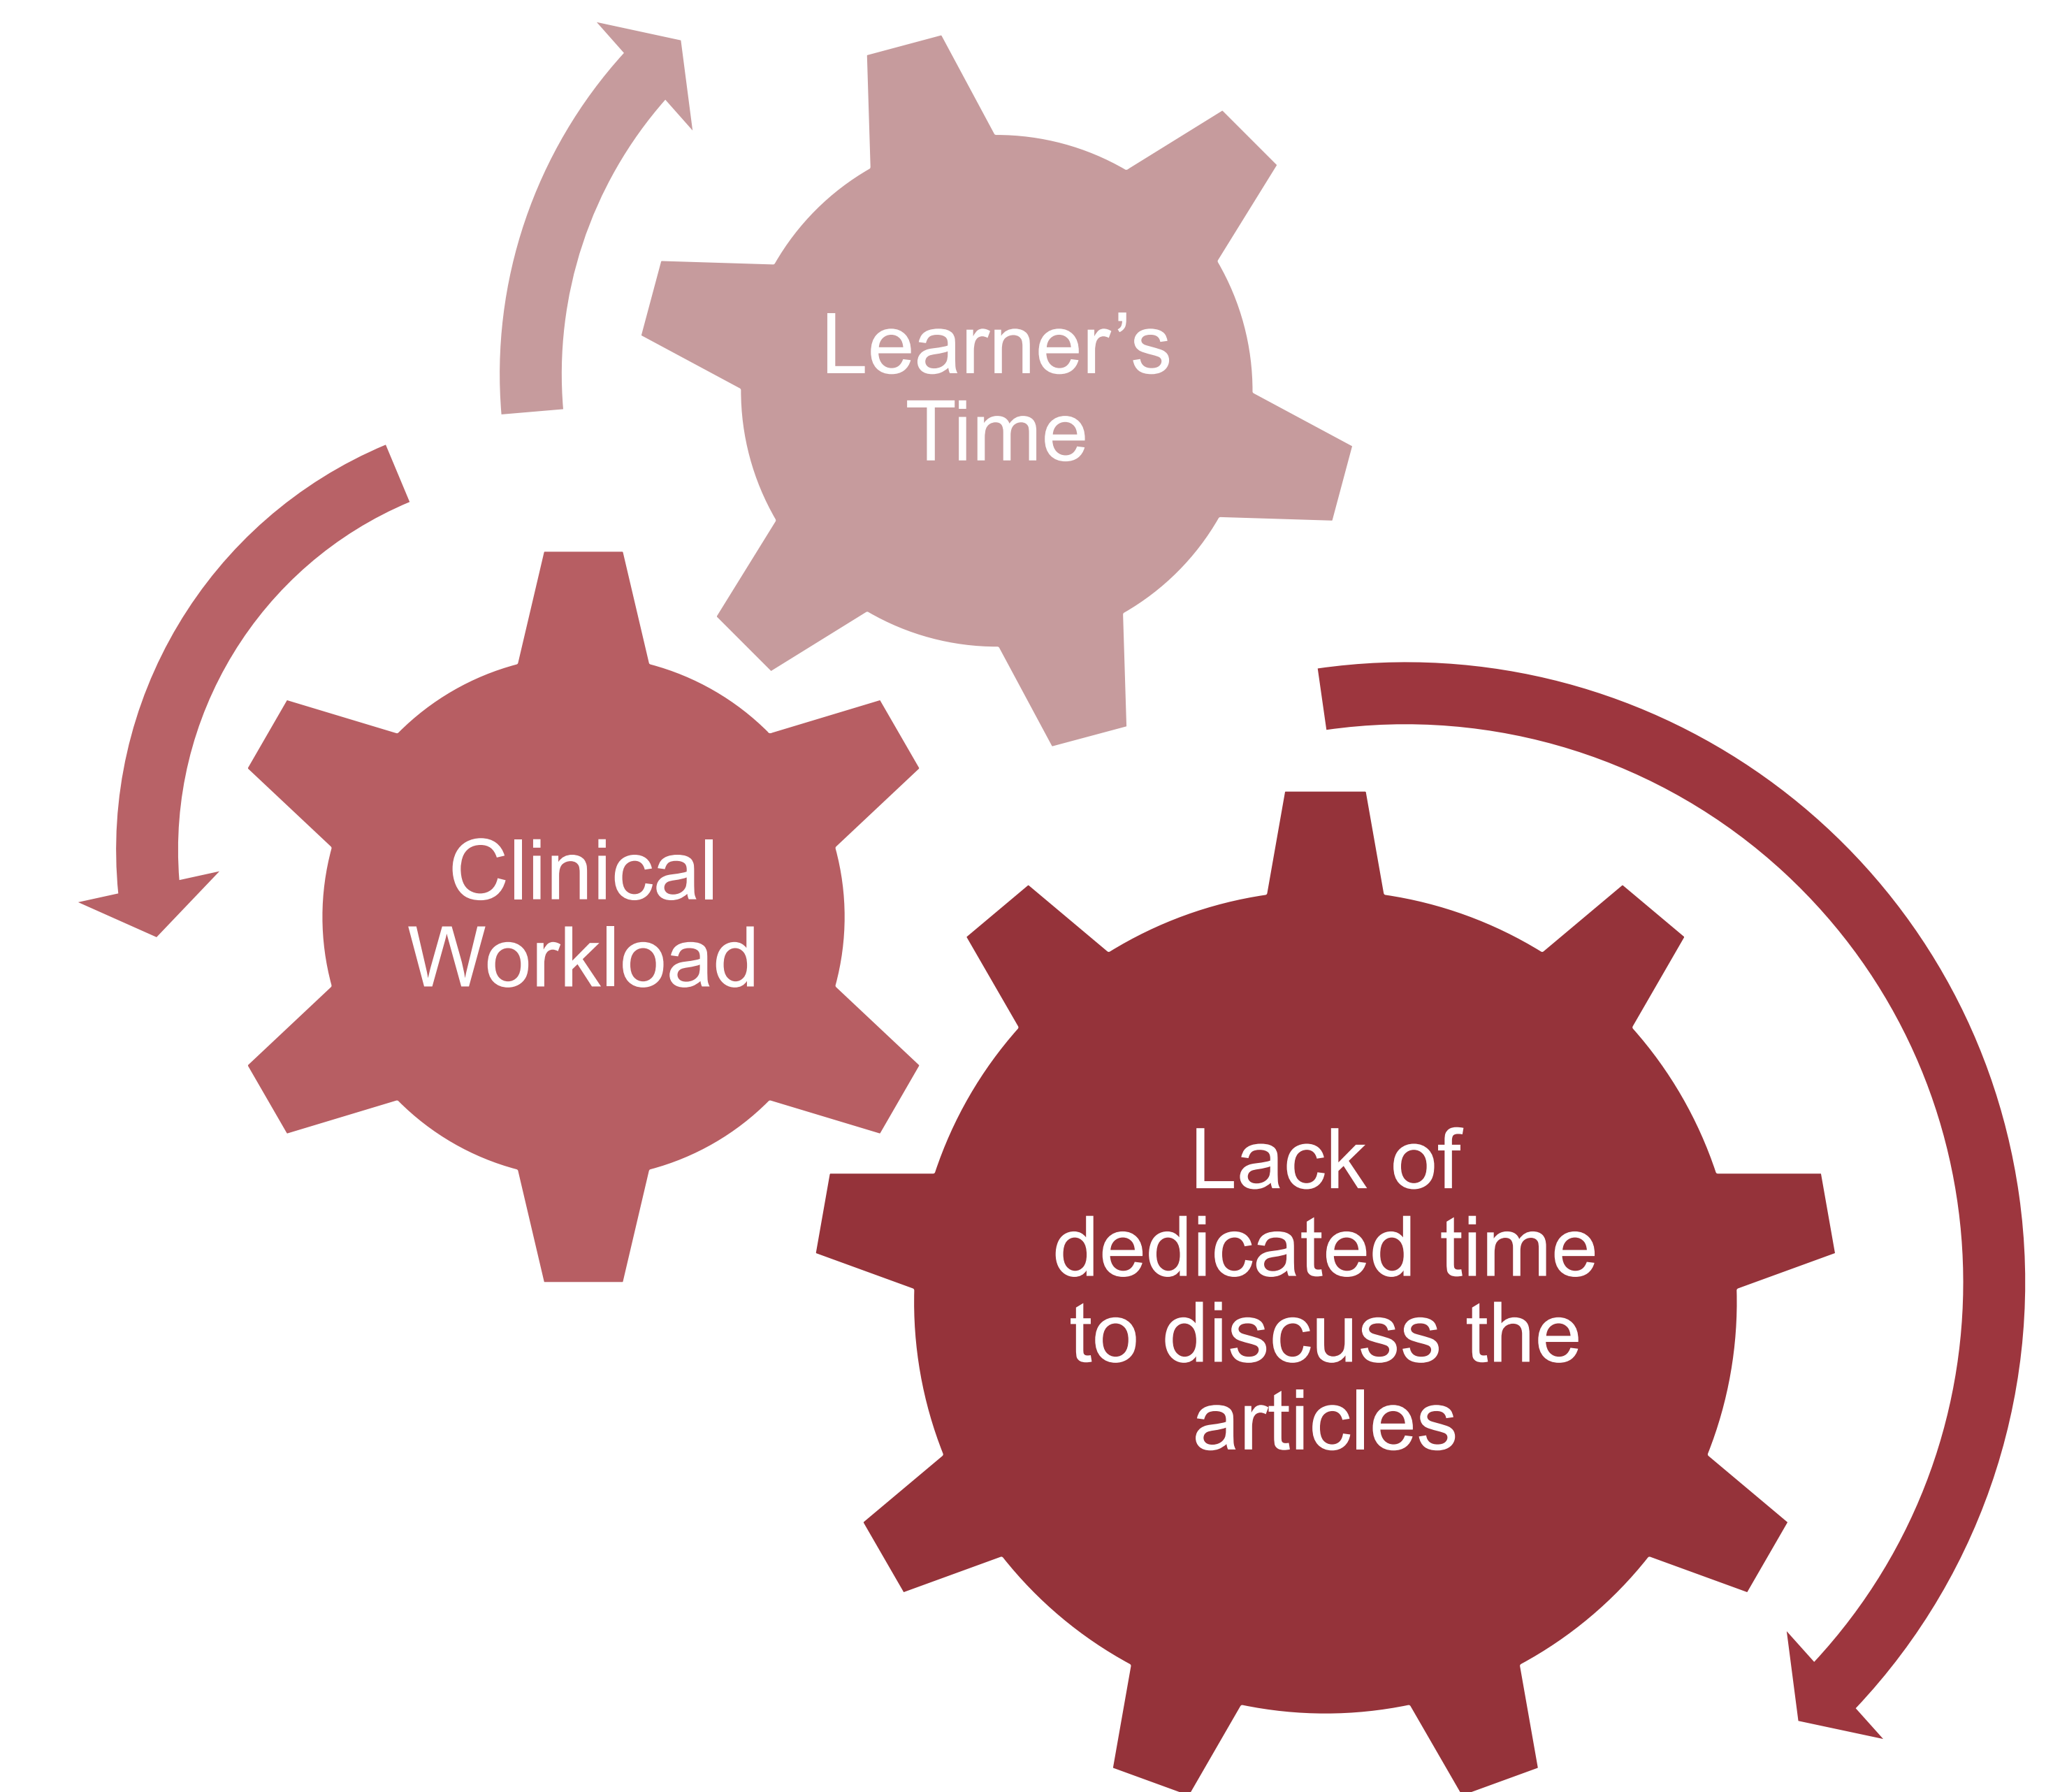 Learner’s
Time
Clinical
Workload
Lack of
dedicated time
to discuss the
articles